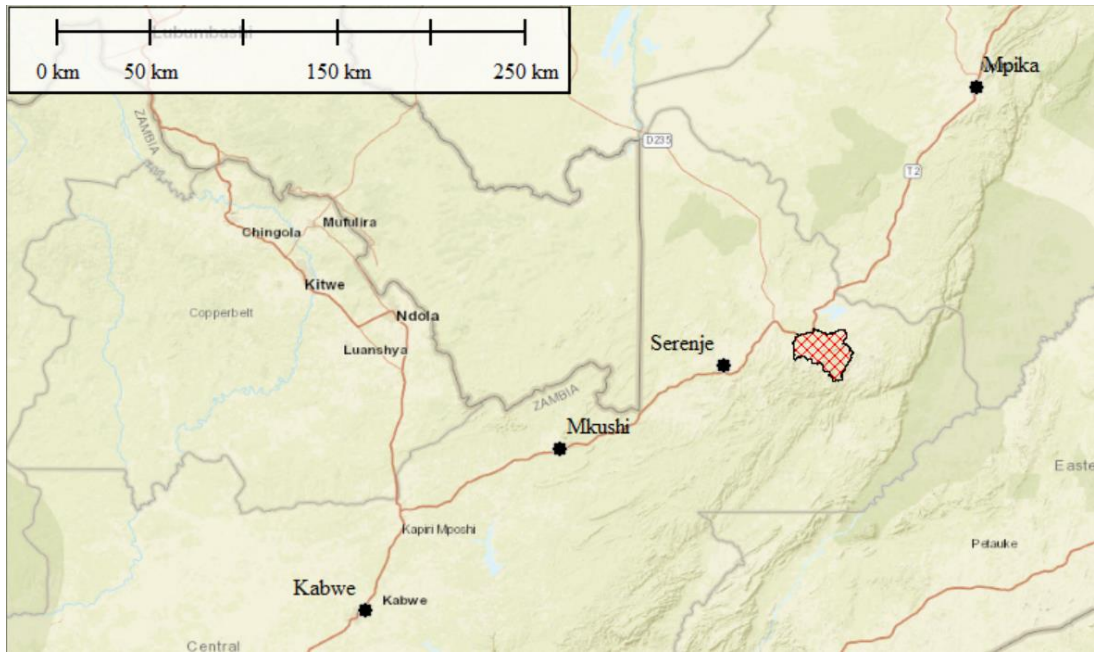 Lubumbashi
0 km 50 km 150 km 250 km
Mpika
D235
ZAMBIA
T2
Mufulira
Chingola
Kitwe
Copperbelt
Ndola
Serenje
Luanshya
ZAMBIA
Mkushi
Easte
Kapiri Mposhi
Petauke
Kabwe
Kabwe
Central